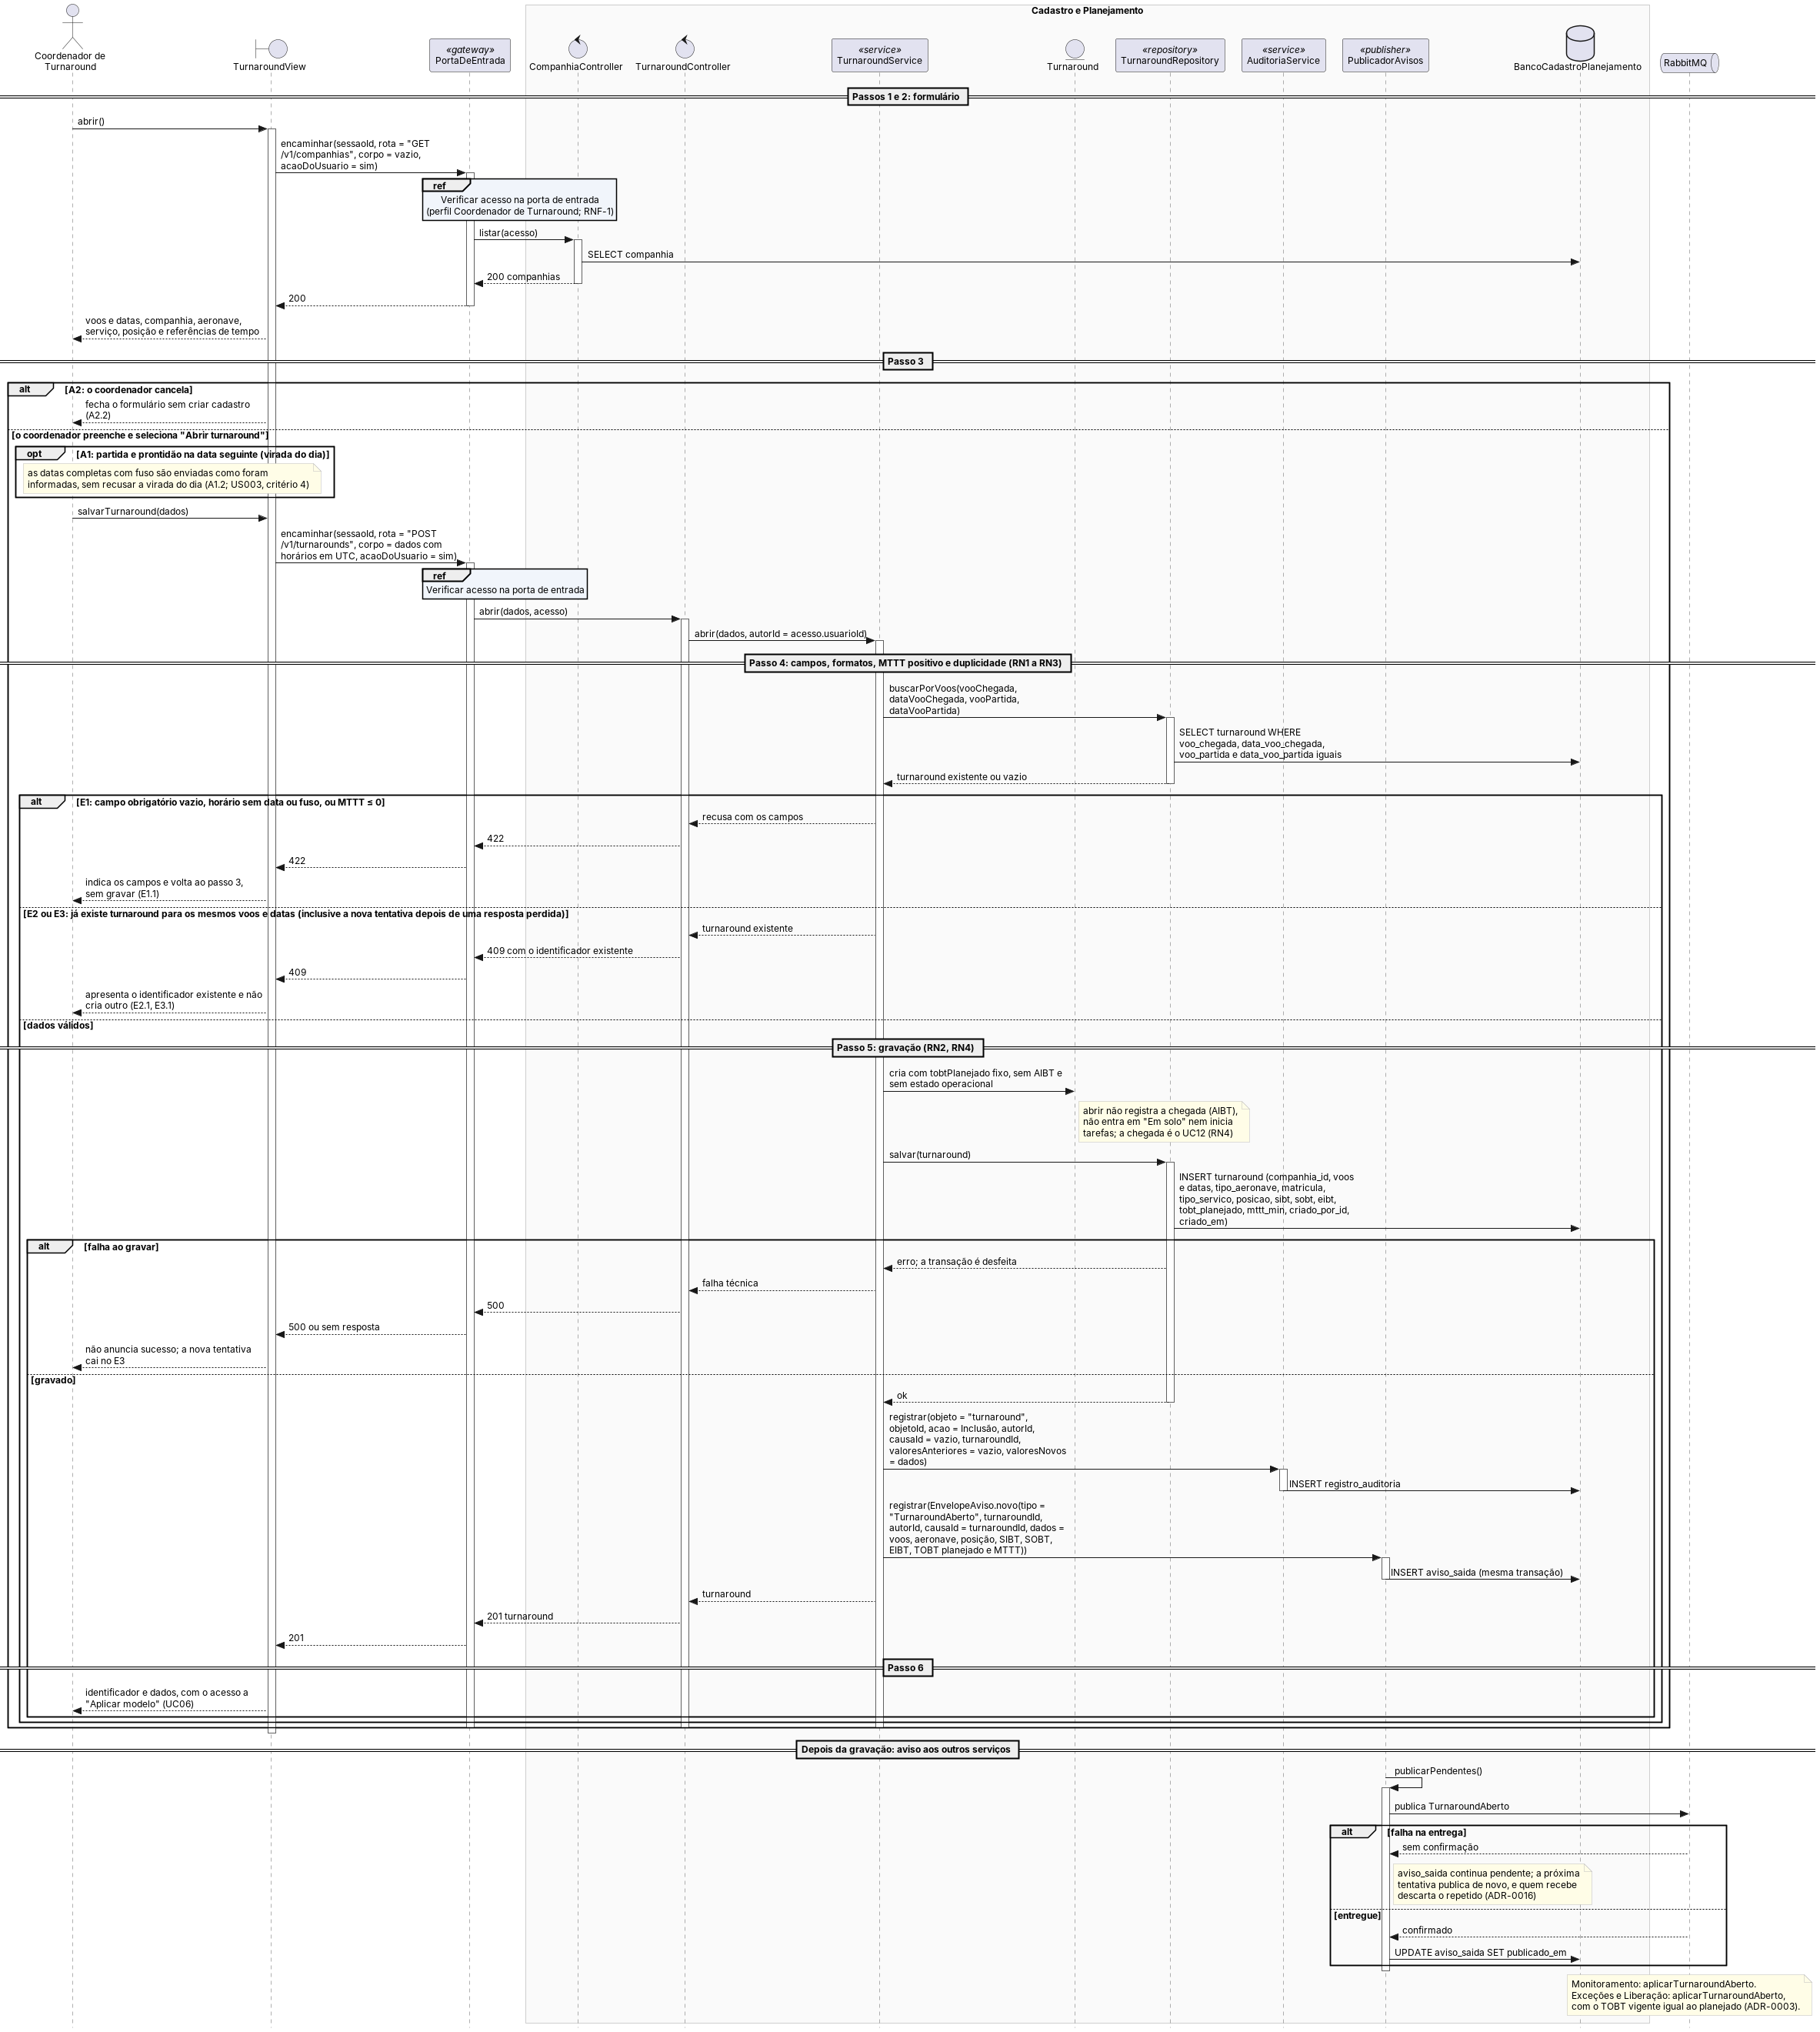 Cadastro e Planejamento
Coordenador de
Turnaround
TurnaroundView
«gateway»
PortaDeEntrada
CompanhiaController
TurnaroundController
«service»
TurnaroundService
Turnaround
«repository»
TurnaroundRepository
«service»
AuditoriaService
«publisher»
PublicadorAvisos
BancoCadastroPlanejamento
RabbitMQ
Passos 1 e 2: formulário
abrir()
encaminhar(sessaoId, rota = "GET
/v1/companhias", corpo = vazio,
acaoDoUsuario = sim)
ref
Verificar acesso na porta de entrada
(perfil Coordenador de Turnaround; RNF-1)
listar(acesso)
SELECT companhia
200 companhias
200
voos e datas, companhia, aeronave,
serviço, posição e referências de tempo
Passo 3
alt
[A2: o coordenador cancela]
fecha o formulário sem criar cadastro
(A2.2)
[o coordenador preenche e seleciona "Abrir turnaround"]
opt
[A1: partida e prontidão na data seguinte (virada do dia)]
as datas completas com fuso são enviadas como foram
informadas, sem recusar a virada do dia (A1.2; US003, critério 4)
salvarTurnaround(dados)
encaminhar(sessaoId, rota = "POST
/v1/turnarounds", corpo = dados com
horários em UTC, acaoDoUsuario = sim)
ref
Verificar acesso na porta de entrada
abrir(dados, acesso)
abrir(dados, autorId = acesso.usuarioId)
Passo 4: campos, formatos, MTTT positivo e duplicidade (RN1 a RN3)
buscarPorVoos(vooChegada,
dataVooChegada, vooPartida,
dataVooPartida)
SELECT turnaround WHERE
voo_chegada, data_voo_chegada,
voo_partida e data_voo_partida iguais
turnaround existente ou vazio
alt
[E1: campo obrigatório vazio, horário sem data ou fuso, ou MTTT ≤ 0]
recusa com os campos
422
422
indica os campos e volta ao passo 3,
sem gravar (E1.1)
[E2 ou E3: já existe turnaround para os mesmos voos e datas (inclusive a nova tentativa depois de uma resposta perdida)]
turnaround existente
409 com o identificador existente
409
apresenta o identificador existente e não
cria outro (E2.1, E3.1)
[dados válidos]
Passo 5: gravação (RN2, RN4)
cria com tobtPlanejado fixo, sem AIBT e
sem estado operacional
abrir não registra a chegada (AIBT),
não entra em "Em solo" nem inicia
tarefas; a chegada é o UC12 (RN4)
salvar(turnaround)
INSERT turnaround (companhia_id, voos
e datas, tipo_aeronave, matricula,
tipo_servico, posicao, sibt, sobt, eibt,
tobt_planejado, mttt_min, criado_por_id,
criado_em)
alt
[falha ao gravar]
erro; a transação é desfeita
falha técnica
500
500 ou sem resposta
não anuncia sucesso; a nova tentativa
cai no E3
[gravado]
ok
registrar(objeto = "turnaround",
objetoId, acao = Inclusão, autorId,
causaId = vazio, turnaroundId,
valoresAnteriores = vazio, valoresNovos
= dados)
INSERT registro_auditoria
registrar(EnvelopeAviso.novo(tipo =
"TurnaroundAberto", turnaroundId,
autorId, causaId = turnaroundId, dados =
voos, aeronave, posição, SIBT, SOBT,
EIBT, TOBT planejado e MTTT))
INSERT aviso_saida (mesma transação)
turnaround
201 turnaround
201
Passo 6
identificador e dados, com o acesso a
"Aplicar modelo" (UC06)
Depois da gravação: aviso aos outros serviços
publicarPendentes()
publica TurnaroundAberto
alt
[falha na entrega]
sem confirmação
aviso_saida continua pendente; a próxima
tentativa publica de novo, e quem recebe
descarta o repetido (ADR-0016)
[entregue]
confirmado
UPDATE aviso_saida SET publicado_em
Monitoramento: aplicarTurnaroundAberto.
Exceções e Liberação: aplicarTurnaroundAberto,
com o TOBT vigente igual ao planejado (ADR-0003).